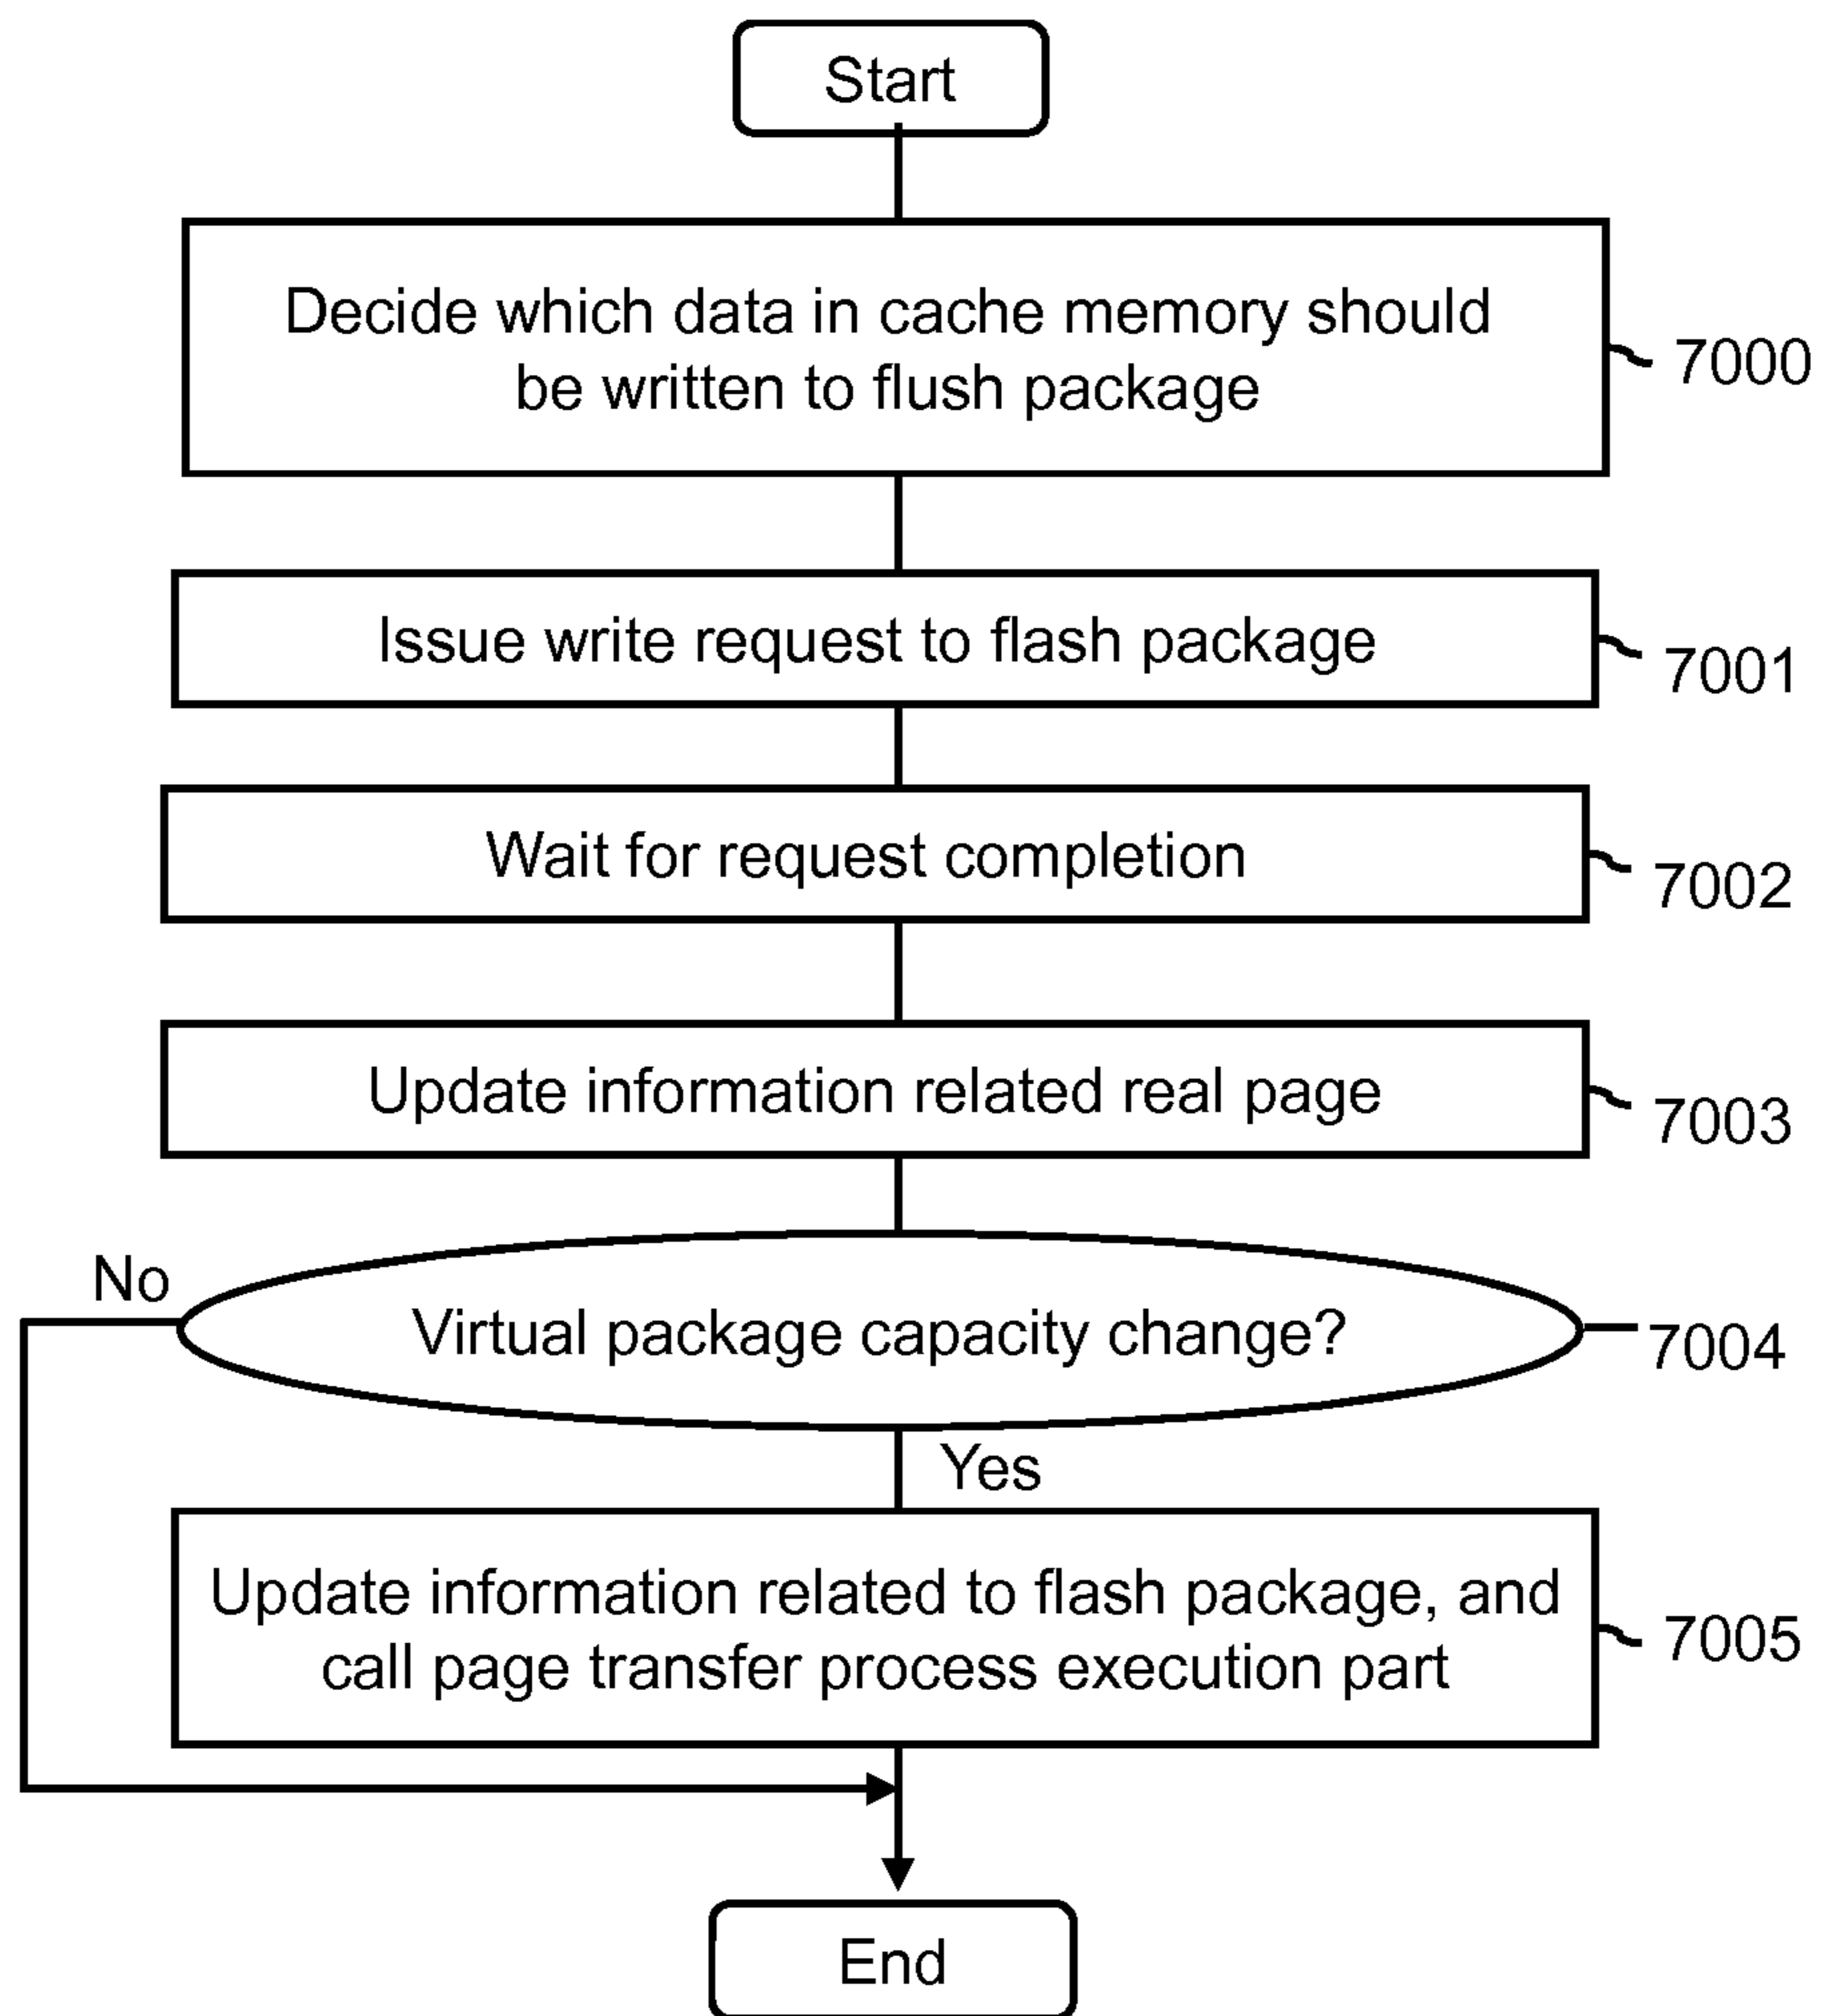 Start
Decide which data in cache memory should
be written to flush package
7000
Issue write request to flash package
7001
Wait for request completion
7002
Update information related real page
7003
No
Virtual package capacity change?
7004
Yes
Update information related to flash package, and
call page transfer process execution part
7005
End